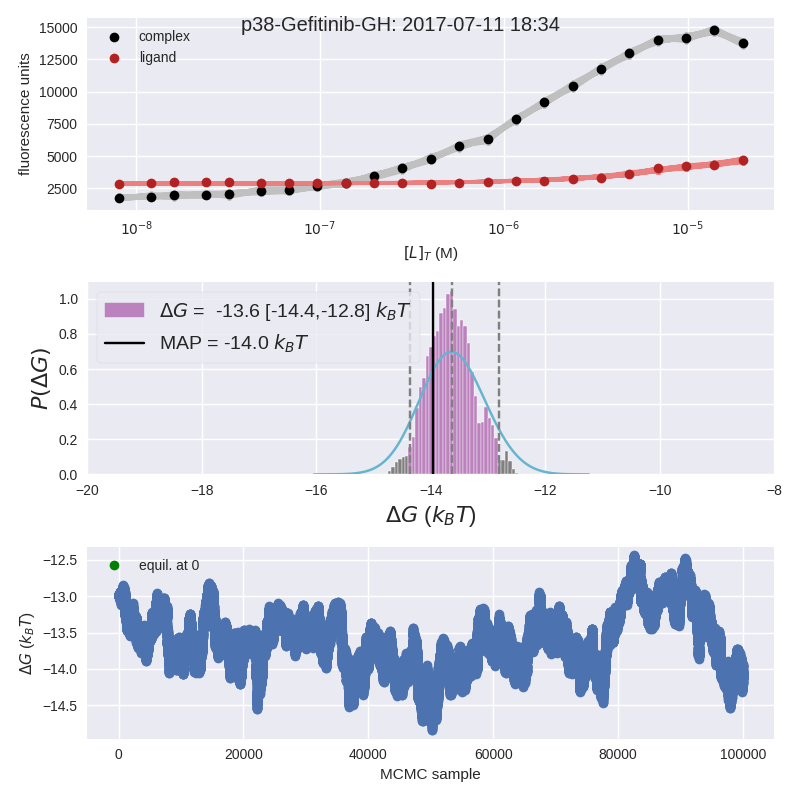 p38-Gefitinib-GH: 2017-07-11 18:34
complex
ligand
fluorescence units
15000
12500
10000
7500
5000
2500
10⁻⁸
10⁻⁷
10⁻⁶
10⁻⁵
[L]_T (M)
ΔG = -13.6 [-14.4,-12.8] k_BT
MAP = -14.0 k_BT
P(ΔG)
1.0
0.8
0.6
0.4
0.2
0.0
−20
−18
−16
−14
−12
−10
−8
ΔG (k_BT)
equil. at 0
ΔG (k_BT)
−12.5
−13.0
−13.5
−14.0
−14.5
0
20000
40000
60000
80000
100000
MCMC sample